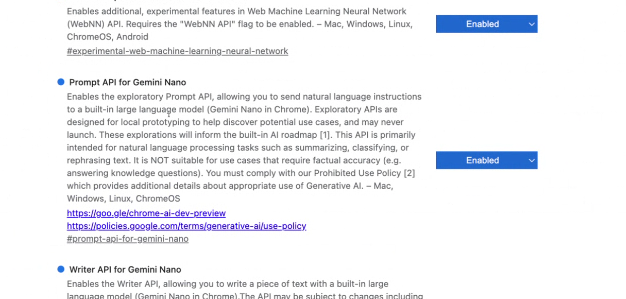 Enables additional, experimental features in Web Machine Learning Neural Network
(WebNN) API. Requires the "WebNN API" flag to be enabled. – Mac, Windows, Linux,
ChromeOS, Android
#experimental-web-machine-learning-neural-network
Enabled
Prompt API for Gemini Nano
Enables the exploratory Prompt API, allowing you to send natural language instructions
to a built-in large language model (Gemini Nano in Chrome). Exploratory APIs are
designed for local prototyping to help discover potential use cases, and may never
launch. These explorations will inform the built-in AI roadmap [1]. This API is primarily
intended for natural language processing tasks such as summarizing, classifying, or
rephrasing text. It is NOT suitable for use cases that require factual accuracy (e.g.
answering knowledge questions). You must comply with our Prohibited Use Policy [2]
which provides additional details about appropriate use of Generative AI. – Mac,
Windows, Linux, ChromeOS
https://goo.gle/chrome-ai-dev-preview
https://policies.google.com/terms/generative-ai/use-policy
#prompt-api-for-gemini-nano
Enabled
Writer API for Gemini Nano
Enables the Writer API, allowing you to write a piece of text with a built-in large
language model (Gemini Nano in Chrome).The API may be subject to changes including